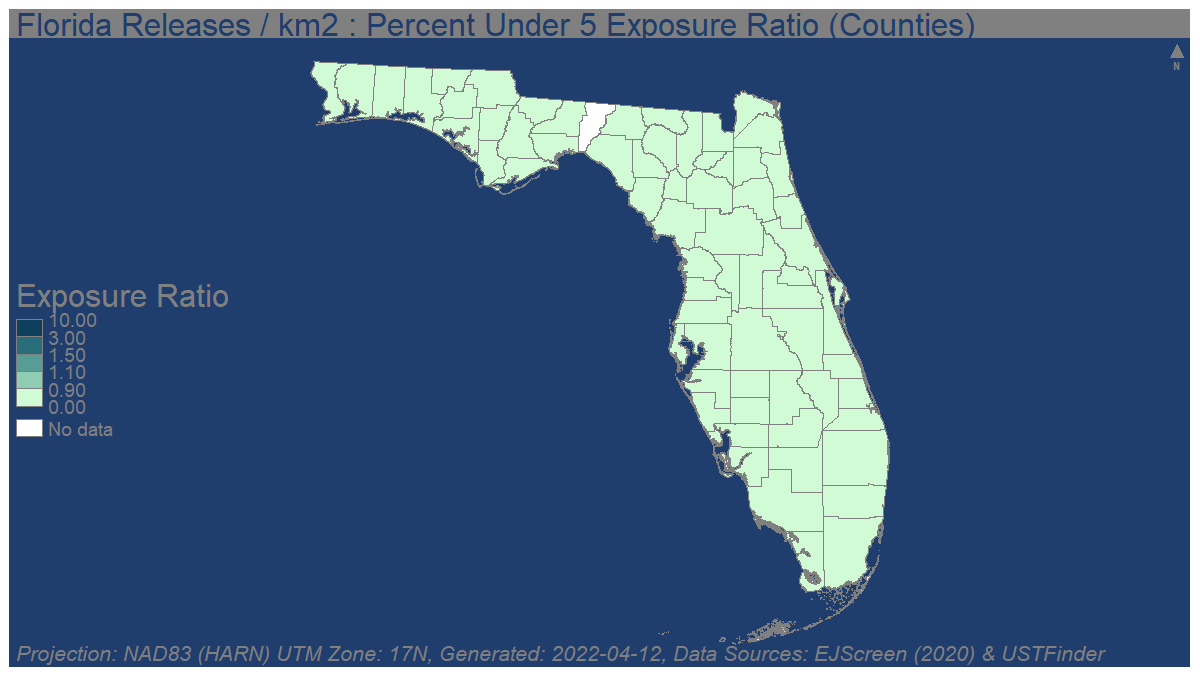 Florida Releases / km2 : Percent Under 5 Exposure Ratio (Counties)
N
Exposure Ratio
10.00
3.00
1.50
1.10
0.90
0.00
No data
Projection: NAD83 (HARN) UTM Zone: 17N, Generated: 2022-04-12, Data Sources: EJScreen (2020) & USTFinder